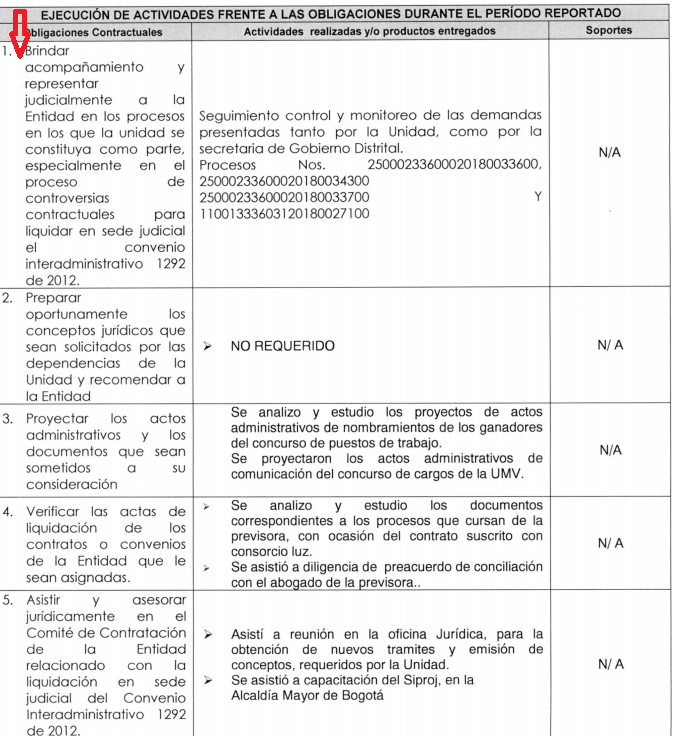 EJECUCIÓN DE ACTIVIDADES FRENTE A LAS OBLIGACIONES DURANTE EL PERÍODO REPORTADO
bligaciones Contractuales
Actividades realizadas y/o productos entregados
Soportes
1. Brindar
acompañamiento y
representar
judicialmente a la
Entidad en los procesos
en los que la unidad se
constituya como parte,
especialmente en el
proceso de
controversias
contractuales para
liquidar en sede judicial
el convenio
interadministrativo 1292
de 2012.
Seguimiento control y monitoreo de las demandas
presentadas tanto por la Unidad, como por la
secretaria de Gobierno Distrital.
Procesos Nos. 25000233600020180033600,
25000233600020180034300
25000233600020180033700 Y
11001333603120180027100
N/A
2. Preparar
oportunamente los
conceptos jurídicos que
sean solicitados por las
dependencias de la
Unidad y recomendar a
la Entidad
➢ NO REQUERIDO
N/ A
3. Proyectar los actos
administrativos y los
documentos que sean
sometidos a su
consideración
Se analizo y estudio los proyectos de actos
administrativos de nombramientos de los ganadores
del concurso de puestos de trabajo.
Se proyectaron los actos administrativos de
comunicación del concurso de cargos de la UMV.
N/A
4. Verificar las actas de
liquidación de los
contratos o convenios
de la Entidad que le
sean asignadas.
➢ Se analizo y estudio los documentos
correspondientes a los procesos que cursan de la
previsora, con ocasión del contrato suscrito con
consorcio luz.
➢ Se asistió a diligencia de preacuerdo de conciliación
con el abogado de la previsora..
N/ A
5. Asistir y asesorar
jurídicamente en el
Comité de Contratación
de la Entidad
relacionado con la
liquidación en sede
judicial del Convenio
Interadministrativo 1292
de 2012.
➢ Asistí a reunión en la oficina Jurídica, para la
obtención de nuevos tramites y emisión de
conceptos, requeridos por la Unidad.
➢ Se asistió a capacitación del Siproj, en la
Alcaldía Mayor de Bogotá
N/ A